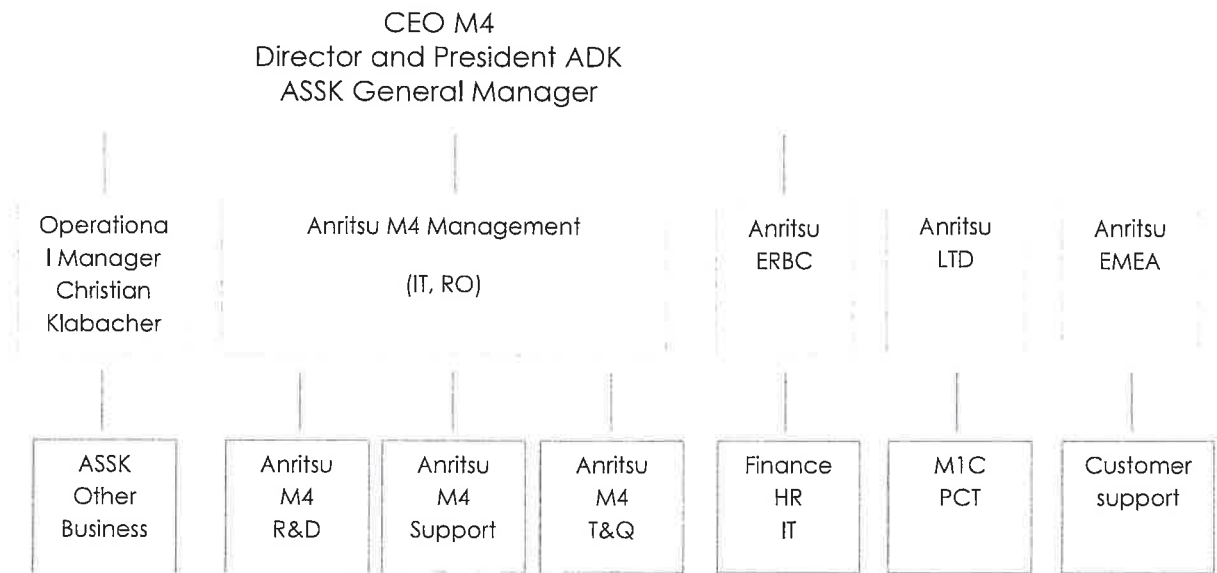 CEO M4
Director and President ADK
ASSK General Manager
Operationa
l Manager
Christian
Klabacher
Anritsu M4 Management
(IT, RO)
Anritsu
ERBC
Anritsu
LTD
Anritsu
EMEA
ASSK
Other
Business
Anritsu
M4
R&D
Anritsu
M4
Support
Anritsu
M4
T&Q
Finance
HR
IT
M1C
PCT
Customer
support